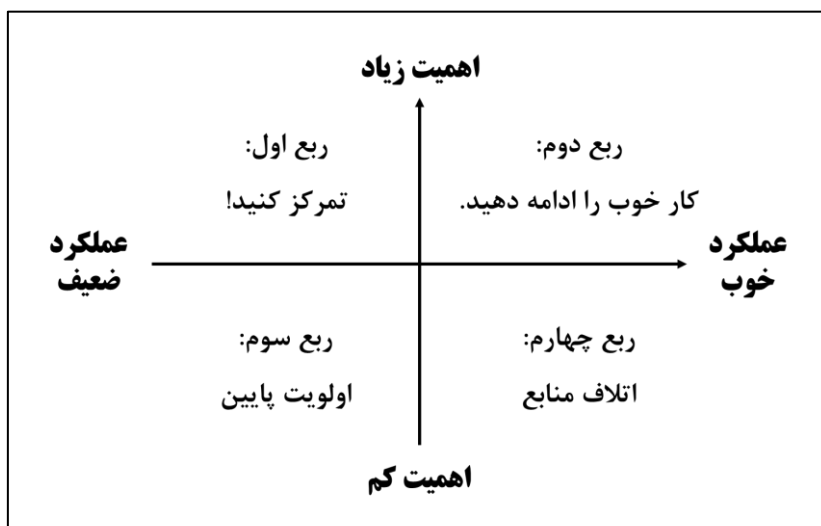 اهمیت زیاد
ربع اول:
تمرکز کنید!
ربع دوم:
کار خوب را ادامه دهید.
عملکرد
ضعیف
عملکرد
خوب
ربع سوم:
اولویت پایین
ربع چهارم:
اتلاف منابع
اهمیت کم